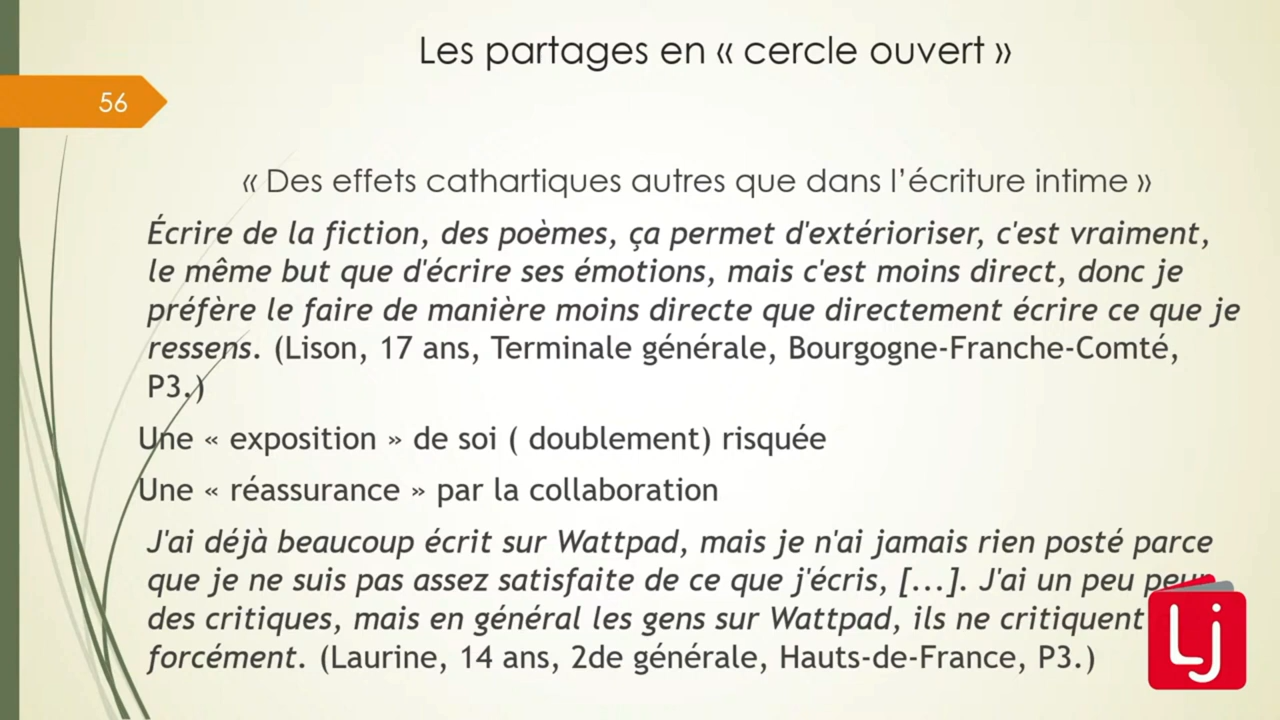 Les partages en « cercle ouvert »
56
« Des effets cathartiques autres que dans l’écriture intime »
Écrire de la fiction, des poèmes, ça permet d'extérioriser, c'est vraiment,
le même but que d'écrire ses émotions, mais c'est moins direct, donc je
préfère le faire de manière moins directe que directement écrire ce que je
ressens. (Lison, 17 ans, Terminale générale, Bourgogne-Franche-Comté,
P3.)
Une « exposition » de soi ( doublement) risquée
Une « réassurance » par la collaboration
J'ai déjà beaucoup écrit sur Wattpad, mais je n'ai jamais rien posté parce
que je ne suis pas assez satisfaite de ce que j'écris, [...]. J'ai un peu peur
des critiques, mais en général les gens sur Wattpad, ils ne critiquent
forcément. (Laurine, 14 ans, 2de générale, Hauts-de-France, P3.)
Lj